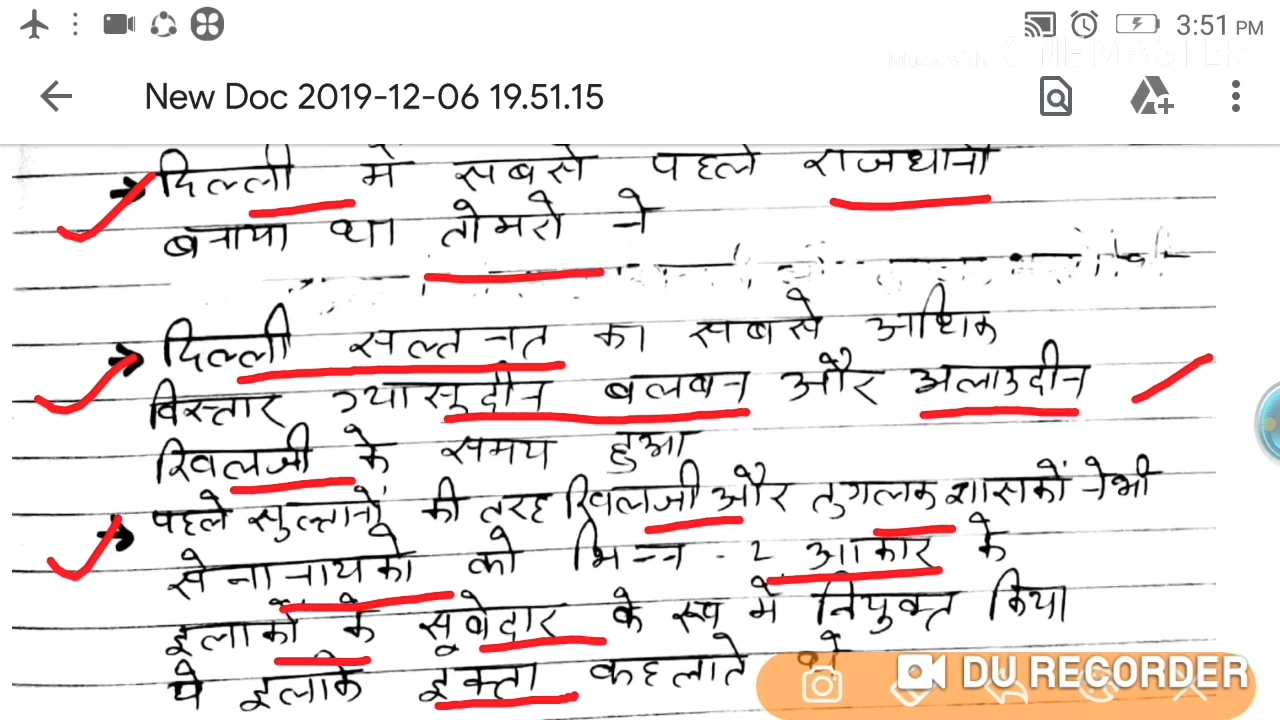 3:51 PM
New Doc 2019-12-06 19.51.15
दिल्ली मे सबसे पहले राजधानी
बनाया था तोमरो ने
दिल्ली सल्तनत का सबसे अधिक
विस्तार ग्यासुदीन बलबन और अलाउदीन
खिलजी के समय हुआ
पहले सुल्तानों की तरह खिलजी और तुगलक शासकों ने भी
सेनानायको को भिन्न - 2 आकार के
इलाकों के सूबेदार के रूप में नियुक्त किया
ये इलाके इक्ता कहलाते थे
DU RECORDER